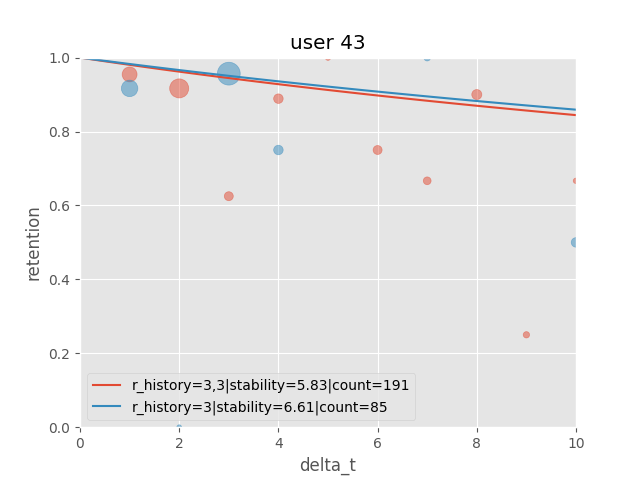 user 43
1.0
0.8
0.6
0.4
0.2
0.0
retention
r_history=3,3|stability=5.83|count=191
r_history=3|stability=6.61|count=85
0
2
4
6
8
10
delta_t